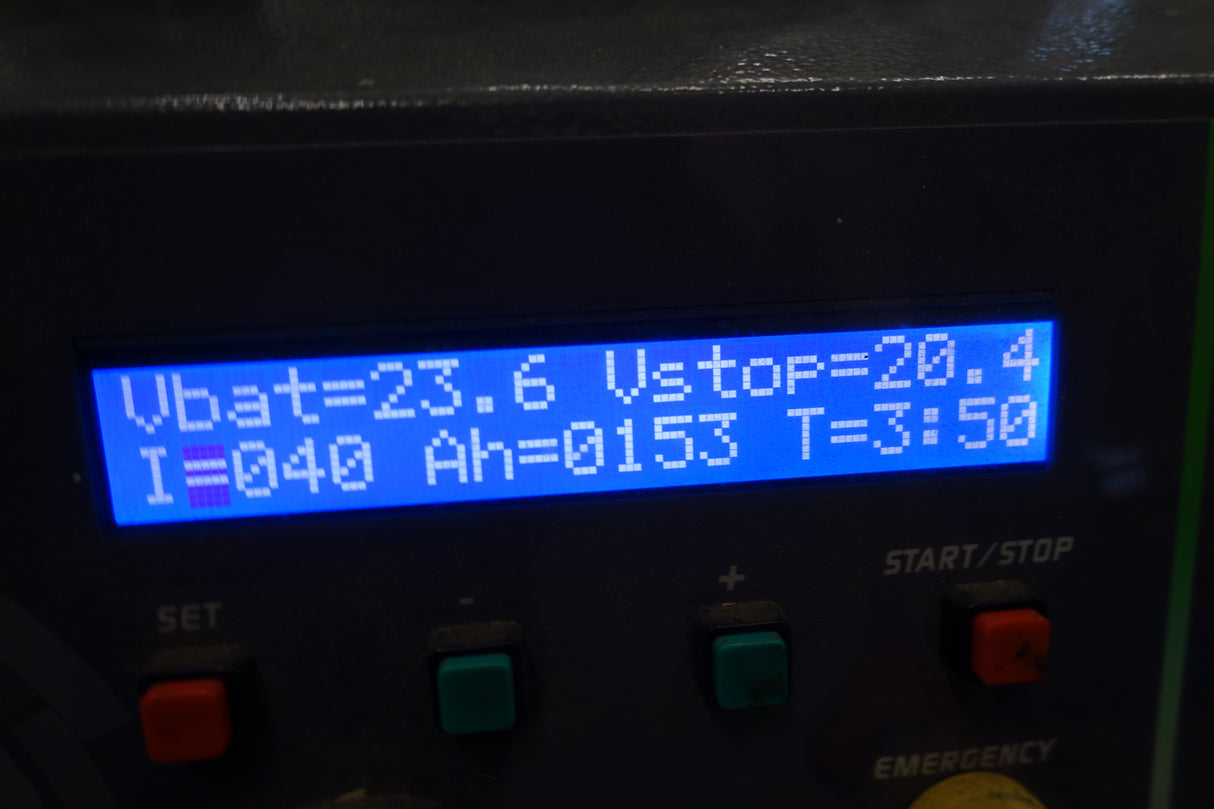 Vbat=23.6 Vstop=20.4
I=040 Ah=0153 T=3:50
START/STOP
+
-
SET
EMERGENCY